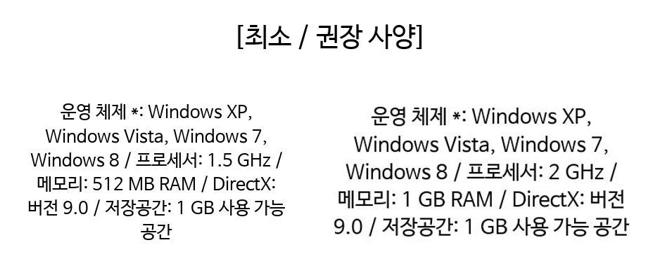 [최소 / 권장 사양]
운영 체제 *: Windows XP,
Windows Vista, Windows 7,
Windows 8 / 프로세서: 1.5 GHz /
메모리: 512 MB RAM / DirectX:
버전 9.0 / 저장공간: 1 GB 사용 가능
공간
운영 체제 *: Windows XP,
Windows Vista, Windows 7,
Windows 8 / 프로세서: 2 GHz /
메모리: 1 GB RAM / DirectX: 버전
9.0 / 저장공간: 1 GB 사용 가능 공간